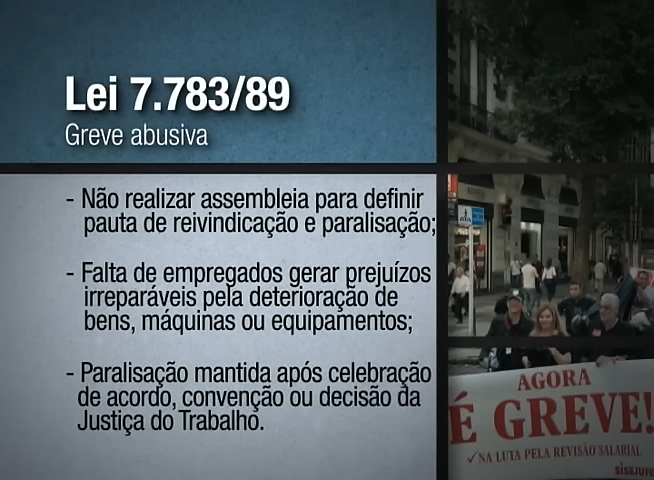 Lei 7.783/89
Greve abusiva
- Não realizar assembleia para definir
pauta de reivindicação e paralisação;
- Falta de empregados gerar prejuízos
irreparáveis pela deterioração de
bens, máquinas ou equipamentos;
- Paralisação mantida após celebração
de acordo, convenção ou decisão da
Justiça do Trabalho.
AGORA
É GREVE!
✓NA LUTA PELA REVISÃO SALARIAL